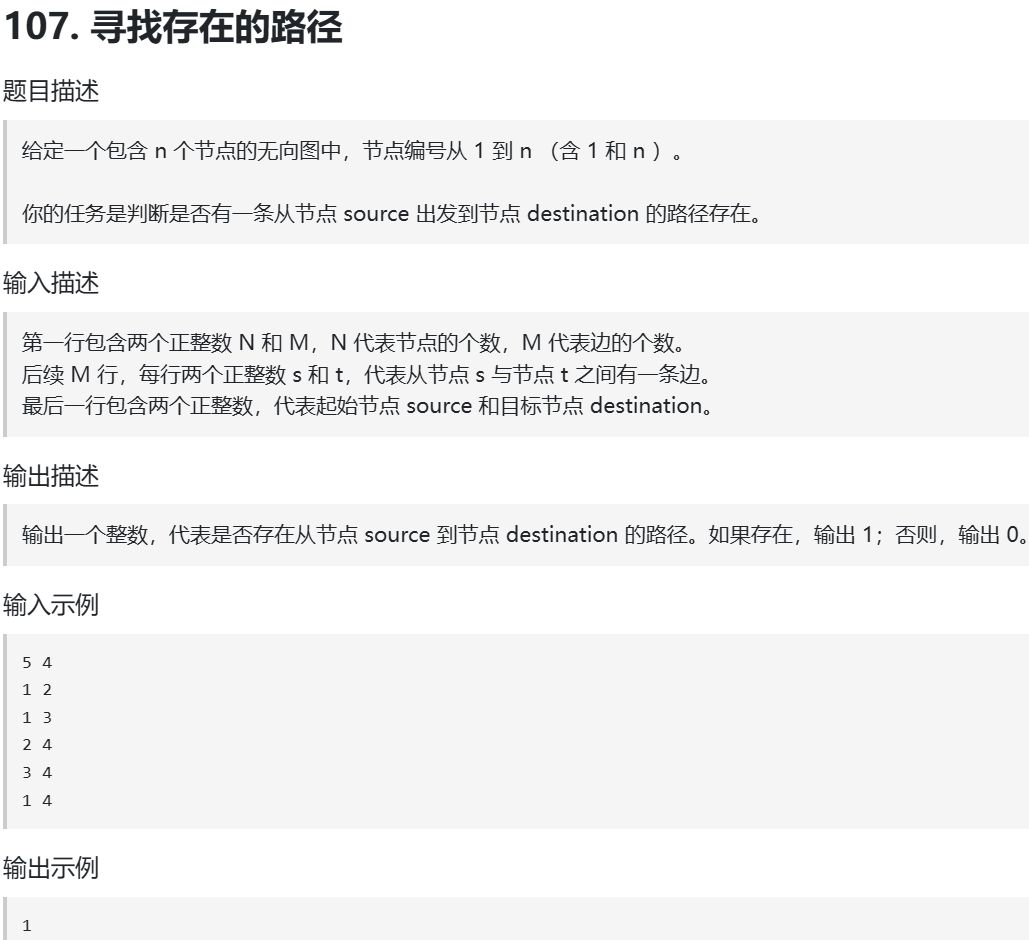 107. 寻找存在的路径
题目描述
给定一个包含 n 个节点的无向图中，节点编号从 1 到 n （含 1 和 n ）。
你的任务是判断是否有一条从节点 source 出发到节点 destination 的路径存在。
输入描述
第一行包含两个正整数 N 和 M，N 代表节点的个数，M 代表边的个数。
后续 M 行，每行两个正整数 s 和 t，代表从节点 s 与节点 t 之间有一条边。
最后一行包含两个正整数，代表起始节点 source 和目标节点 destination。
输出描述
输出一个整数，代表是否存在从节点 source 到节点 destination 的路径。如果存在，输出 1；否则，输出 0。
输入示例
5 4
1 2
1 3
2 4
3 4
1 4
输出示例
1